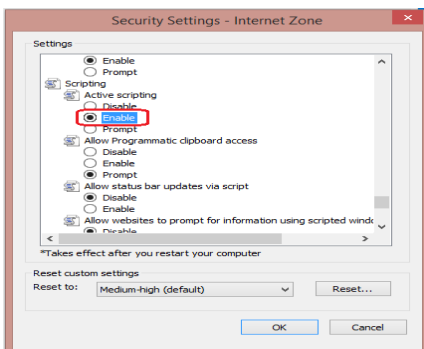 Security Settings - Internet Zone
Settings
Enable
Prompt
Scripting
Active scripting
Disable
Enable
Prompt
Allow Programmatic clipboard access
Disable
Enable
Prompt
Allow status bar updates via script
Disable
Enable
Allow websites to prompt for information using scripted windo
Disable
*Takes effect after you restart your computer
Reset custom settings
Reset to: Medium-high (default) Reset...
OK Cancel